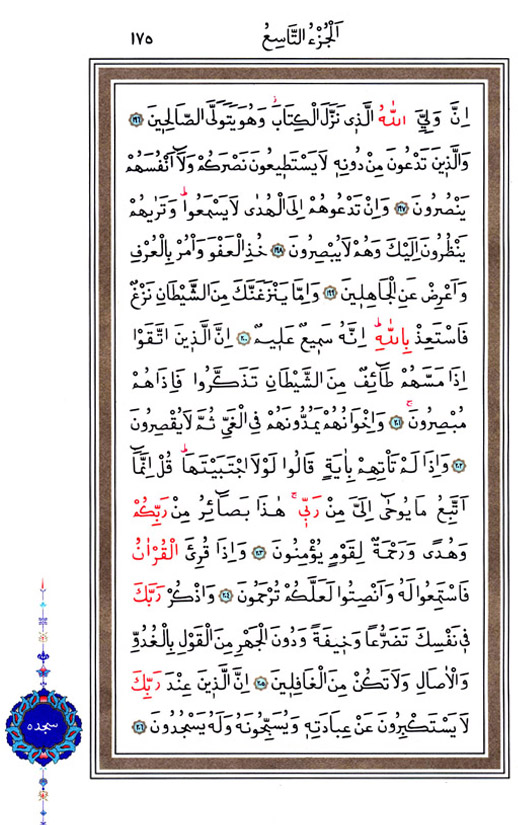 اَلْجُزْءُ التَّاسِعُ
١٧٥
اِنَّ وَلِيِّيَ اللّٰهُ الَّذ۪ي نَزَّلَ الْكِتَابَۘ وَهُوَ يَتَوَلَّى الصَّالِح۪ينَ ﴿١٩٦﴾
وَالَّذ۪ينَ تَدْعُونَ مِنْ دُونِه۪ لَا يَسْتَط۪يعُونَ نَصْرَكُمْ وَلَٓا اَنْفُسَهُمْ
يَنْصُرُونَ ﴿١٩٧﴾ وَاِنْ تَدْعُوهُمْ اِلَى الْهُدٰى لَا يَسْمَعُواۜ وَتَرٰيهُمْ
يَنْظُرُونَ اِلَيْكَ وَهُمْ لَا يُبْصِرُونَ ﴿١٩٨﴾ خُذِ الْعَفْوَ وَأْمُرْ بِالْعُرْفِ
وَاَعْرِضْ عَنِ الْجَاهِل۪ينَ ﴿١٩٩﴾ وَاِمَّا يَنْزَغَنَّكَ مِنَ الشَّيْطَانِ نَزْغٌ
فَاسْتَعِذْ بِاللّٰهِۜ اِنَّهُ سَم۪يعٌ عَل۪يمٌ ﴿٢٠٠﴾ اِنَّ الَّذ۪ينَ اتَّقَوْا
اِذَا مَسَّهُمْ طَٓائِفٌ مِنَ الشَّيْطَانِ تَذَكَّرُوا فَاِذَا هُمْ
مُبْصِرُونَۚ ﴿٢٠١﴾ وَاِخْوَانُهُمْ يَمُدُّونَهُمْ فِي الْغَيِّ ثُمَّ لَا يُقْصِرُونَ
﴿٢٠٢﴾ وَاِذَا لَمْ تَأْتِهِمْ بِاٰيَةٍ قَالُوا لَوْلَا اجْتَبَيْتَهَاۜ قُلْ اِنَّمَٓا
اَتَّبِعُ مَا يُوحٰٓى اِلَيَّ مِنْ رَبّ۪يۚ هٰذَا بَصَٓائِرُ مِنْ رَبِّكُمْ
وَهُدًى وَرَحْمَةٌ لِقَوْمٍ يُؤْمِنُونَ ﴿٢٠٣﴾ وَاِذَا قُرِئَ الْقُرْاٰنُ
فَاسْتَمِعُوا لَهُ وَاَنْصِتُوا لَعَلَّكُمْ تُرْحَمُونَ ﴿٢٠٤﴾ وَاذْكُرْ رَبَّكَ
ف۪ي نَفْسِكَ تَضَرُّعًا وَخ۪يفَةً وَدُونَ الْجَهْرِ مِنَ الْقَوْلِ بِالْغُدُوِّ
وَالْاٰصَالِ وَلَا تَكُنْ مِنَ الْغَافِل۪ينَ ﴿٢٠٥﴾ اِنَّ الَّذ۪ينَ عِنْدَ رَبِّكَ
لَا يَسْتَكْبِرُونَ عَنْ عِبَادَتِه۪ وَيُسَبِّحُونَهُ وَلَهُ يَسْجُدُونَ ﴿٢٠٦﴾
سجده